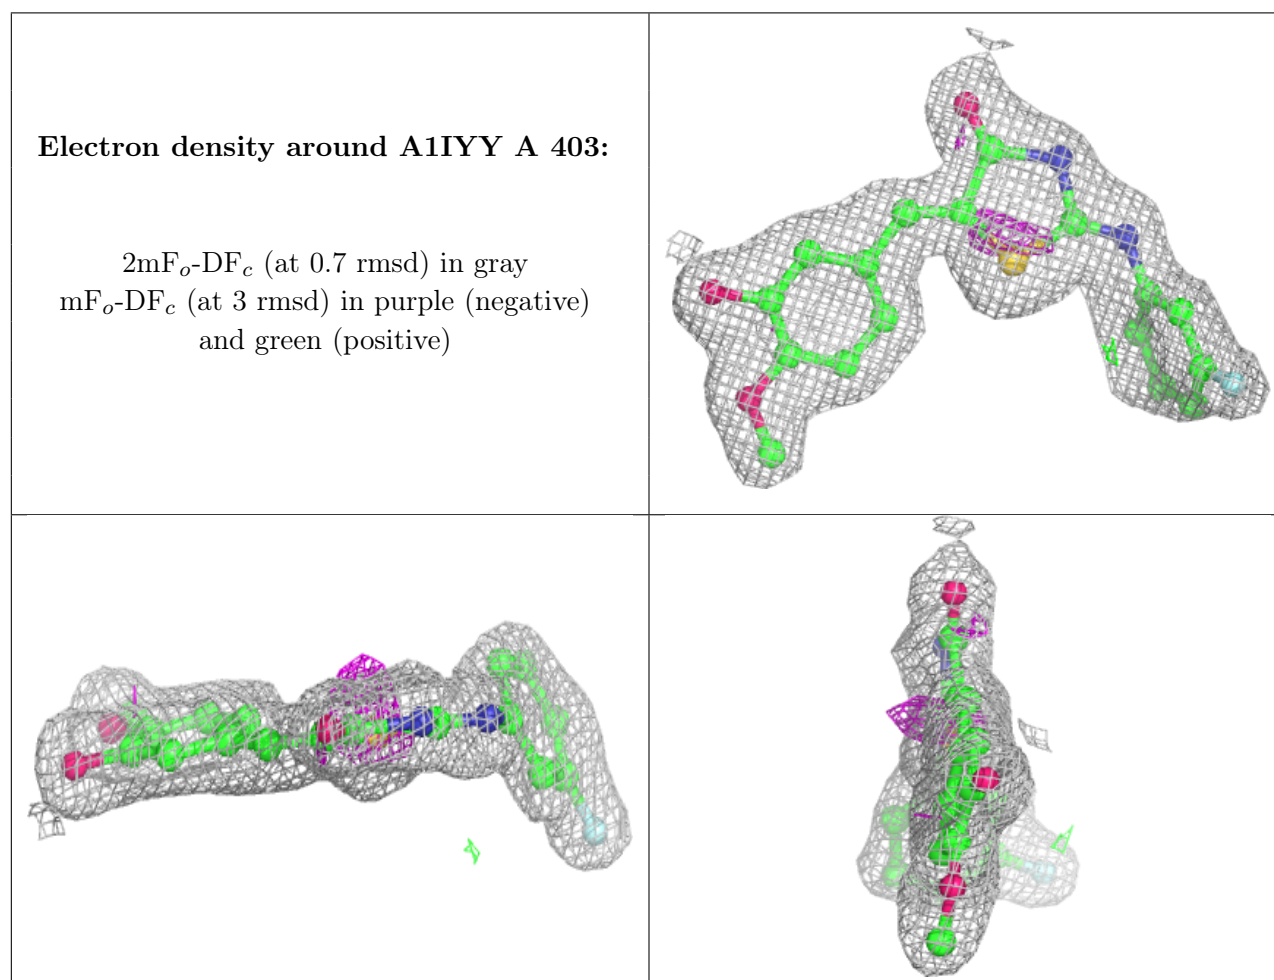 Electron density around A1IYY A 403:
2mFo-DFc (at 0.7 rmsd) in gray
mFo-DFc (at 3 rmsd) in purple (negative)
and green (positive)